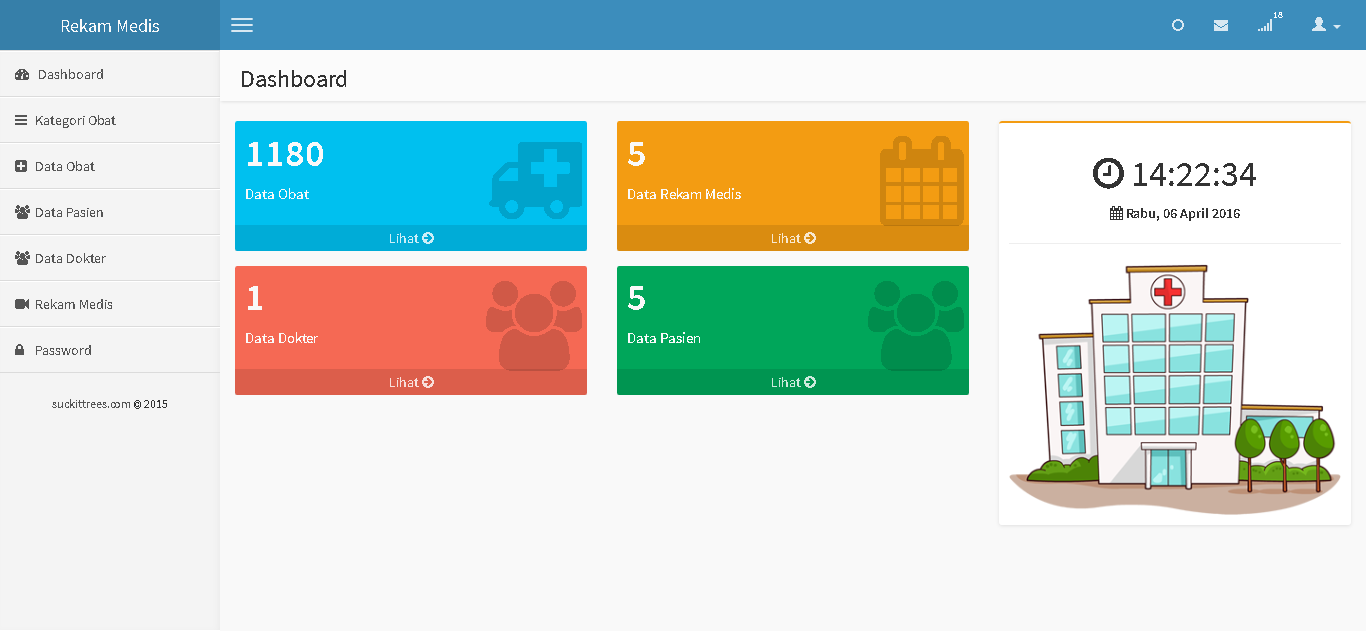 Rekam Medis
18
Dashboard
Kategori Obat
Data Obat
Data Pasien
Data Dokter
Rekam Medis
Password
suckittrees.com © 2015
Dashboard
1180
Data Obat
Lihat
5
Data Rekam Medis
Lihat
1
Data Dokter
Lihat
5
Data Pasien
Lihat
14:22:34
Rabu, 06 April 2016